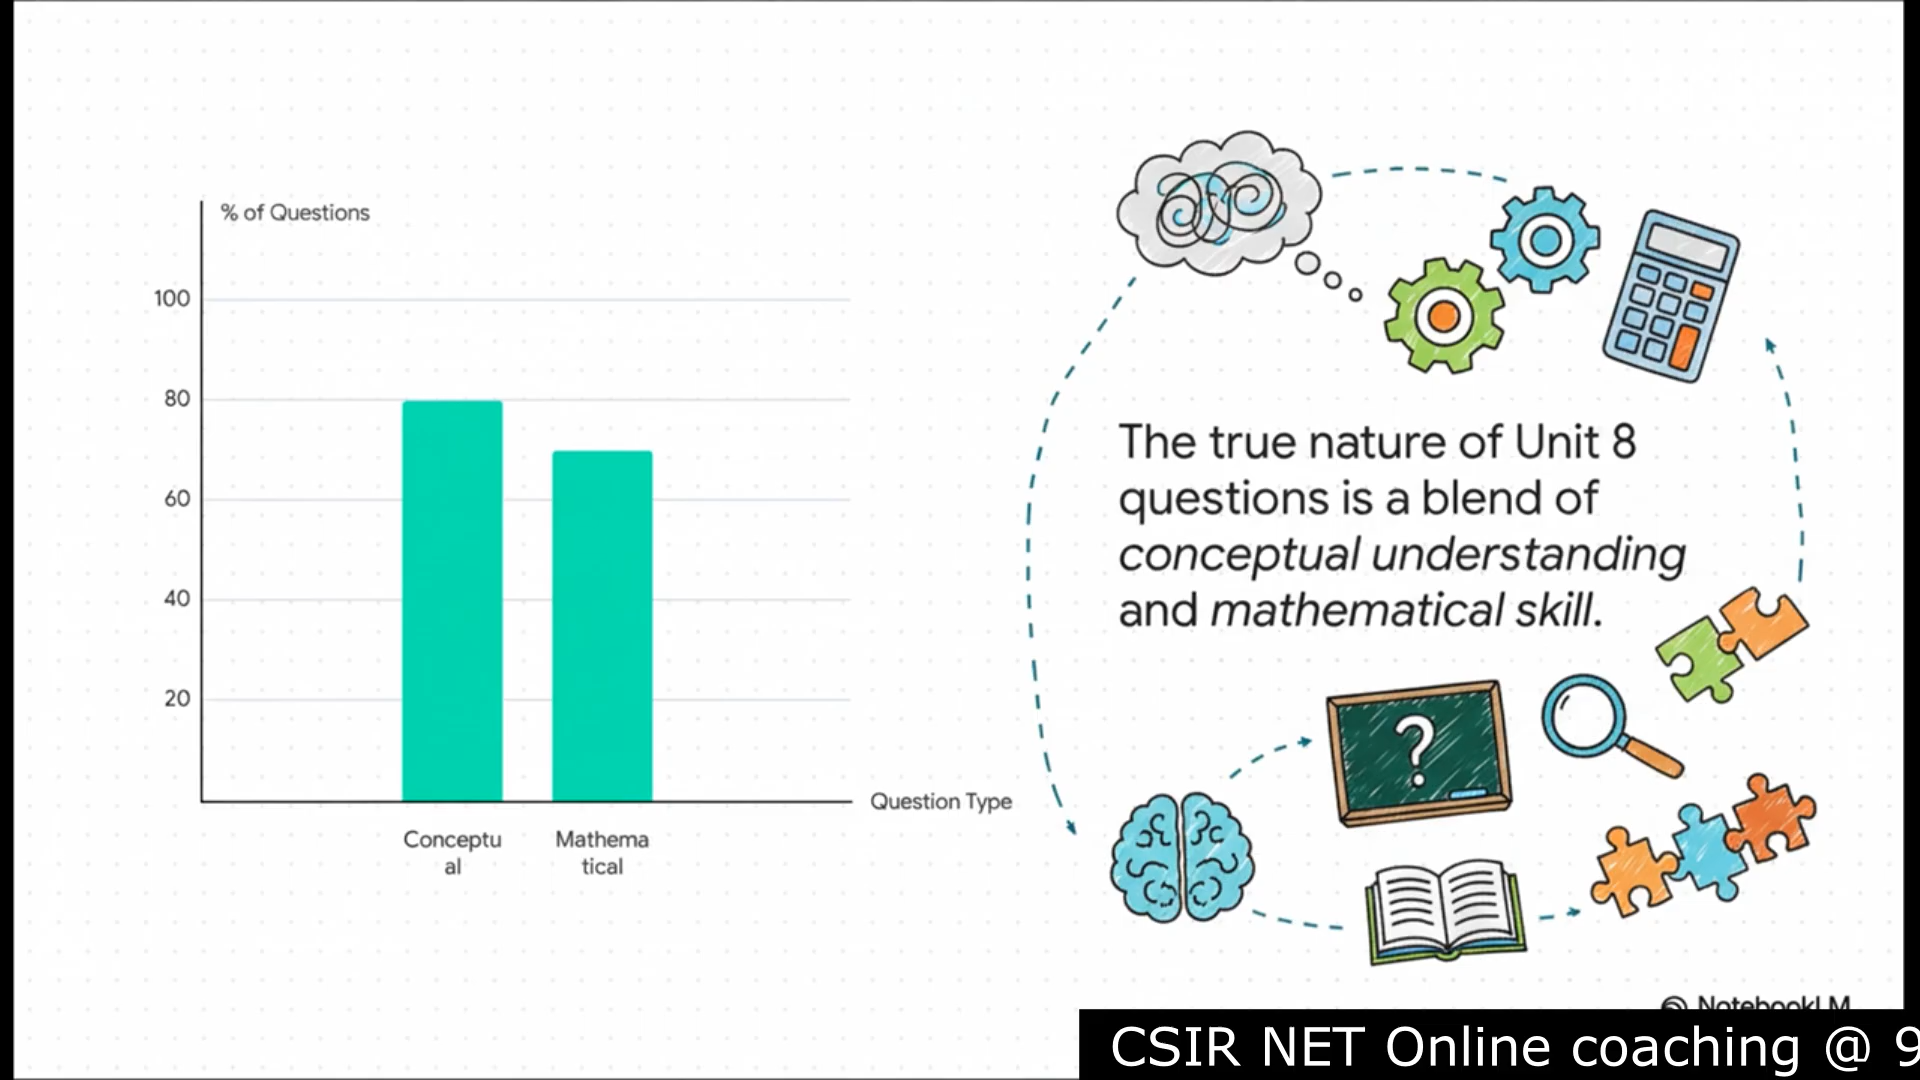 % of Questions
100
80
60
40
20
Question Type
Conceptu
al
Mathema
tical
The true nature of Unit 8
questions is a blend of
conceptual understanding
and mathematical skill.
?
NotebookLM
CSIR NET Online coaching @ 9